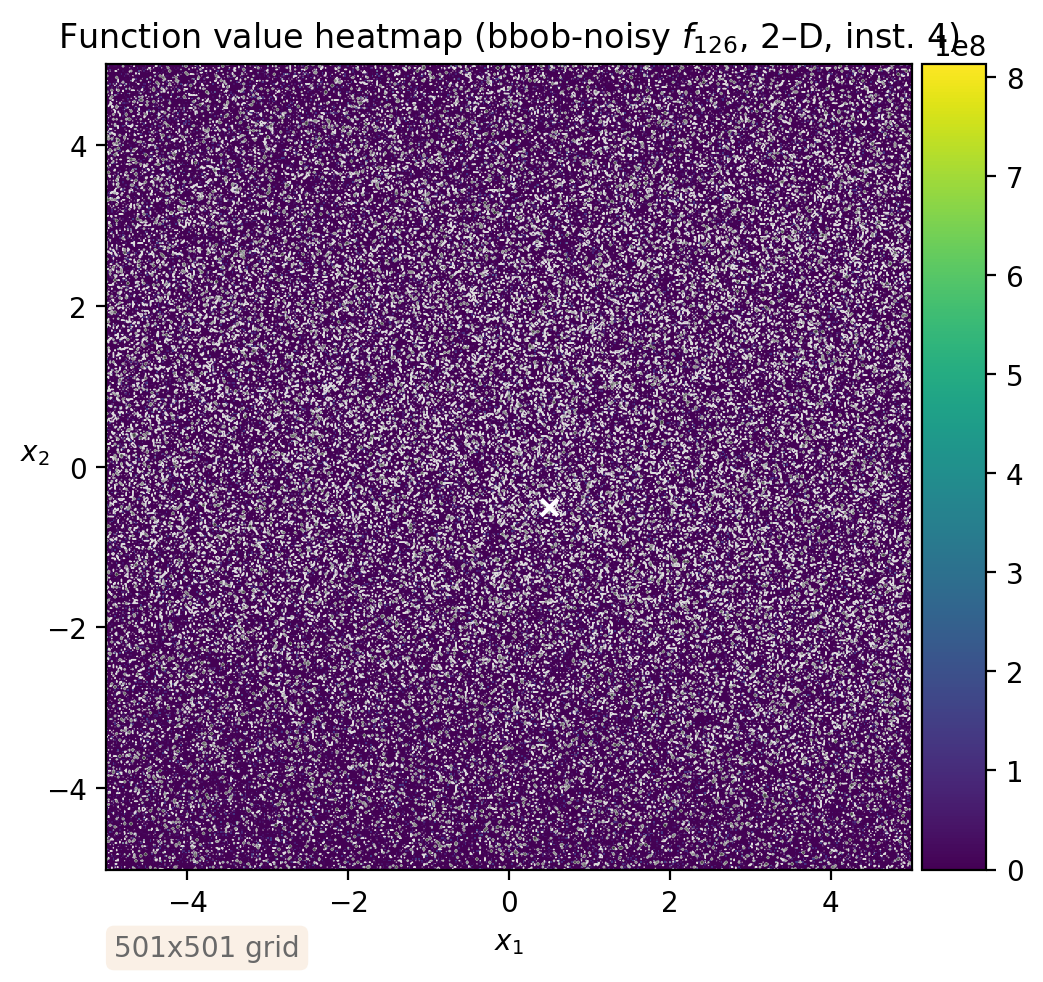 Function value heatmap (bbob-noisy f126, 2–D, inst. 4)
1e8
8
7
6
5
4
3
2
1
0
4
2
0
−2
−4
x2
−4 −2 0 2 4
x1
501x501 grid